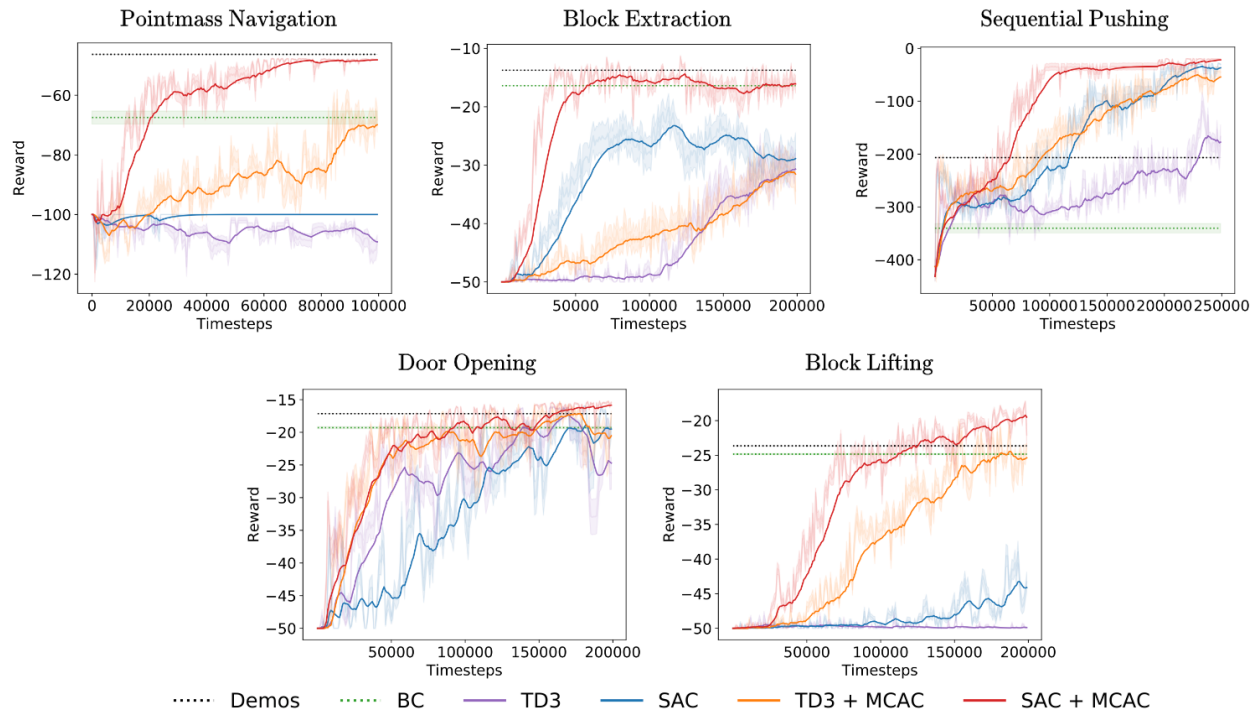 Pointmass Navigation
−60
−80
−100
−120
Reward
0 20000 40000 60000 80000 100000
Timesteps
Block Extraction
−10
−20
−30
−40
−50
Reward
50000 100000 150000 200000
Timesteps
Sequential Pushing
0
−100
−200
−300
−400
Reward
50000 100000 150000 200000 250000
Timesteps
Door Opening
−15
−20
−25
−30
−35
−40
−45
−50
Reward
50000 100000 150000 200000
Timesteps
Block Lifting
−20
−25
−30
−35
−40
−45
−50
Reward
50000 100000 150000 200000
Timesteps
Demos BC TD3 SAC TD3 + MCAC SAC + MCAC